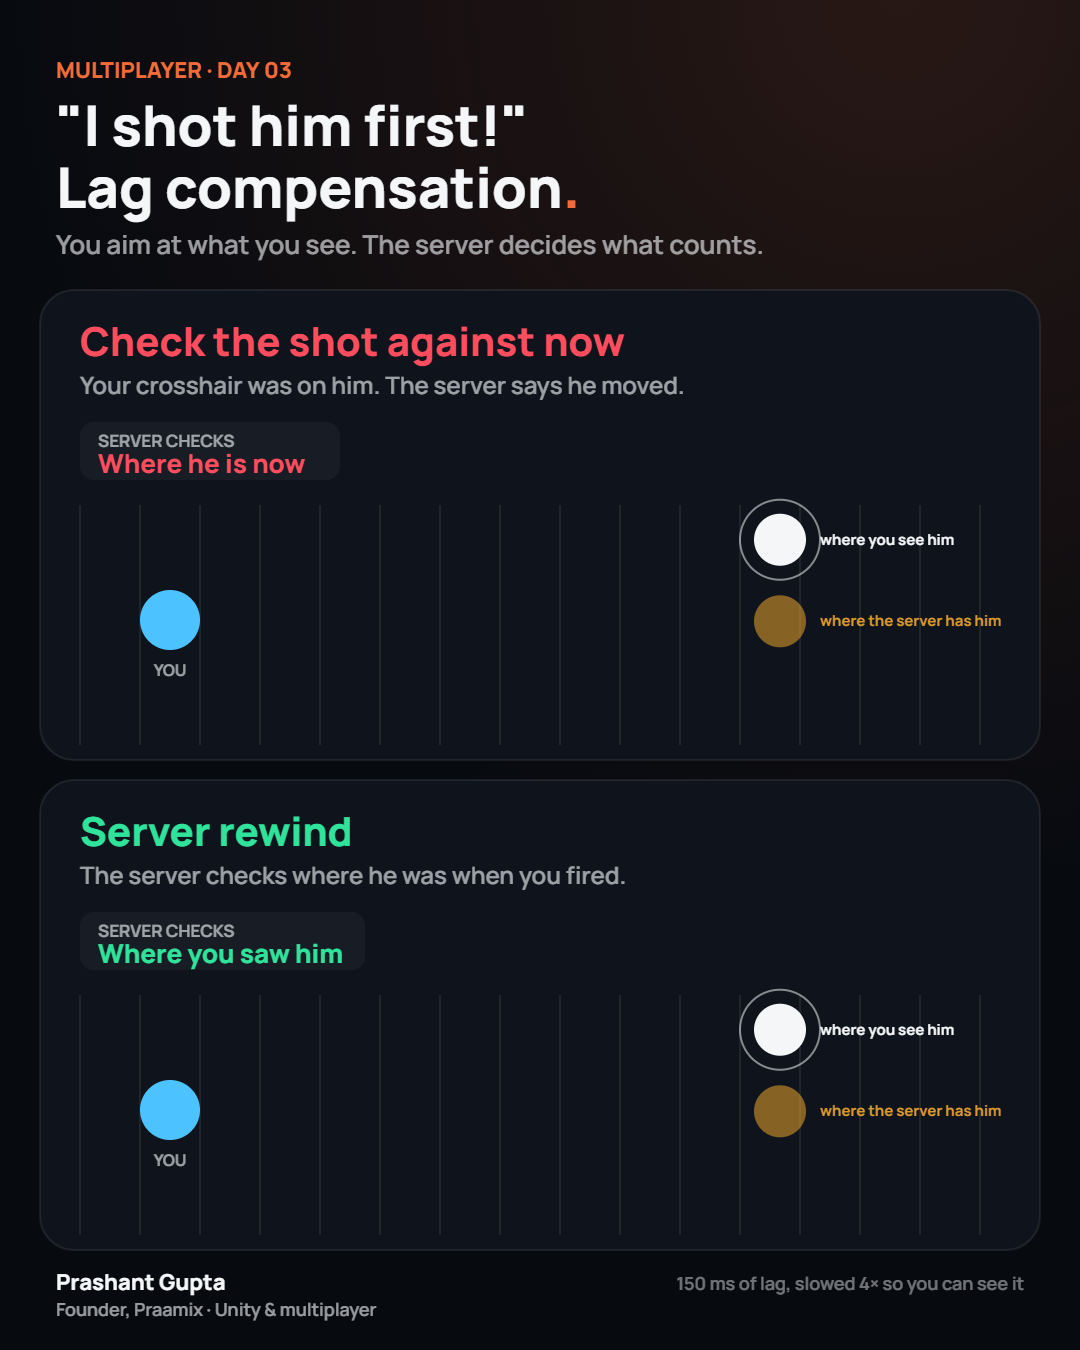 MULTIPLAYER · DAY 03
"I shot him first!"
Lag compensation.
You aim at what you see. The server decides what counts.
Check the shot against now
Your crosshair was on him. The server says he moved.
SERVER CHECKS
Where he is now
where you see him
where the server has him
YOU
Server rewind
The server checks where he was when you fired.
SERVER CHECKS
Where you saw him
where you see him
where the server has him
YOU
Prashant Gupta
Founder, Praamix · Unity & multiplayer
150 ms of lag, slowed 4× so you can see it